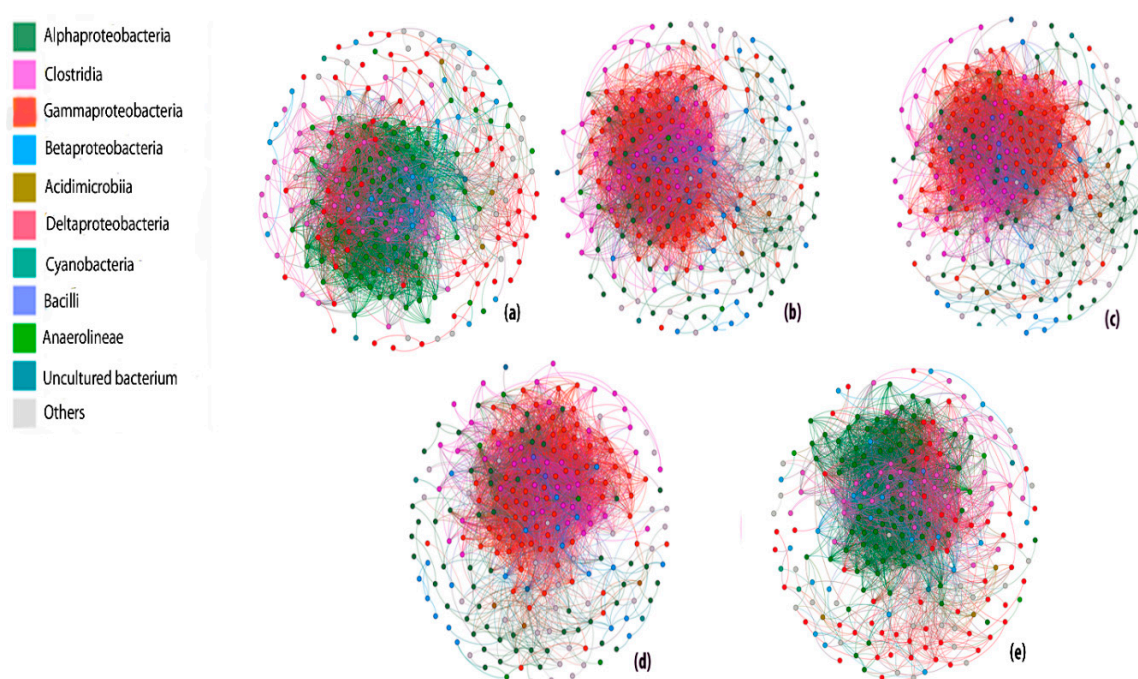 Alphaproteobacteria
Clostridia
Gammaproteobacteria
Betaproteobacteria
Acidimicrobiia
Deltaproteobacteria
Cyanobacteria
Bacilli
Anaerolineae
Uncultured bacterium
Others
(a)
(b)
(c)
(d)
(e)